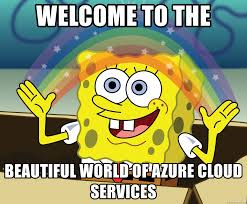 WELCOME TO THE
BEAUTIFUL WORLD OF AZURE CLOUD
SERVICES